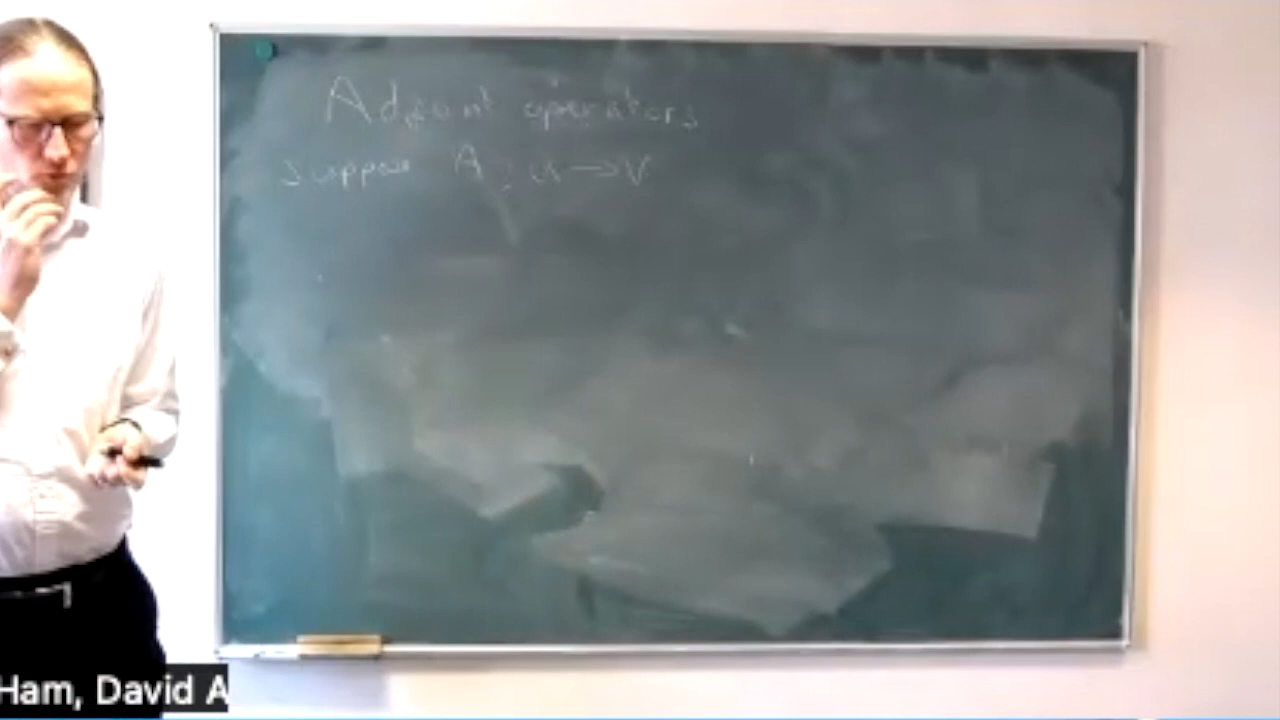 Adjoint operators
Suppose A : u → v
Ham, David A